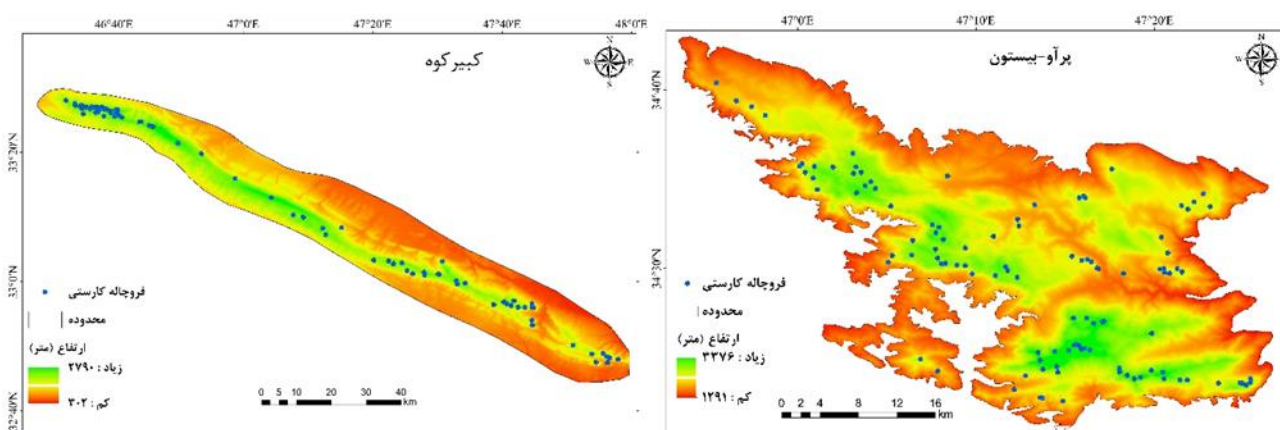 46°40'E 47°0'E 47°20'E 47°40'E 48°0'E
کبیرکوه
N
W E
S
33°20'N
33°0'N
32°40'N
فروچاله کارستی
محدوده
ارتفاع (متر)
زیاد : ۲۷۹۰
کم : ۳۰۲
0 5 10 20 30 40
km
47°0'E 47°10'E 47°20'E
پرآو-بیستون
N
W E
S
34°40'N
34°30'N
فروچاله کارستی
محدوده
ارتفاع (متر)
زیاد : ۳۳۷۶
کم : ۱۲۹۱
0 2 4 8 12 16
km